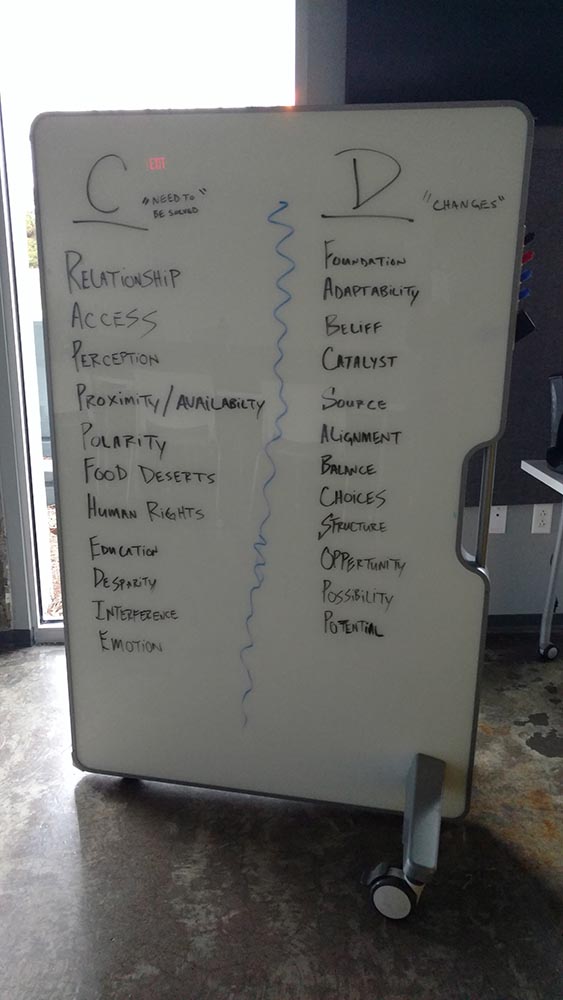 C
EXIT
"NEED TO"
BE SOLVED
RELATIONSHIP
ACCESS
PERCEPTION
PROXIMITY/AVAILABILTY
POLARITY
FOOD DESERTS
HUMAN RIGHTS
EDUCATION
DESPARITY
INTERFERENCE
EMOTION
D
"CHANGES"
FOUNDATION
ADAPTABILITY
BELIEF
CATALYST
SOURCE
ALIGNMENT
BALANCE
CHOICES
STRUCTURE
OPPERTUNITY
POSSIBILITY
POTENTIAL